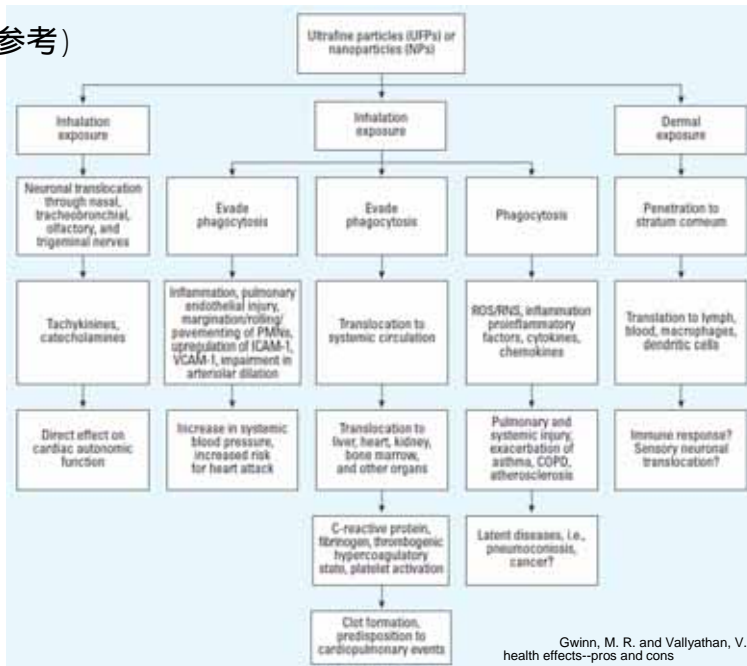 参考)
Ultrafine particles (UFPs) or
nanoparticles (NPs)
Inhalation
exposure
Inhalation
exposure
Dermal
exposure
Neuronal translocation
through nasal,
tracheobronchial,
olfactory, and
trigeminal nerves
Evade
phagocytosis
Evade
phagocytosis
Phagocytosis
Penetration to
stratum corneum
Tachykinines,
catecholamines
Inflammation, pulmonary
endothelial injury,
margination/rolling/
pavementing of PMNs,
upregulation of ICAM-1,
VCAM-1, impairment in
arteriolar dilation
Translocation to
systemic circulation
ROS/RNS, inflammation
proinflammatory
factors, cytokines,
chemokines
Translation to lymph,
blood, macrophages,
dendritic cells
Direct effect on
cardiac autonomic
function
Increase in systemic
blood pressure,
increased risk
for heart attack
Translocation to
liver, heart, kidney,
bone marrow,
and other organs
Pulmonary and
systemic injury,
exacerbation of
asthma, COPD,
atherosclerosis
Immune response?
Sensory neuronal
translocation?
C-reactive protein,
fibrinogen, thrombogenic
hypercoagulatory
state, platelet activation
Latent diseases, i.e.,
pneumoconiosis,
cancer?
Clot formation,
predisposition to
cardiopulmonary events
Gwinn, M. R. and Vallyathan, V.
health effects--pros and cons